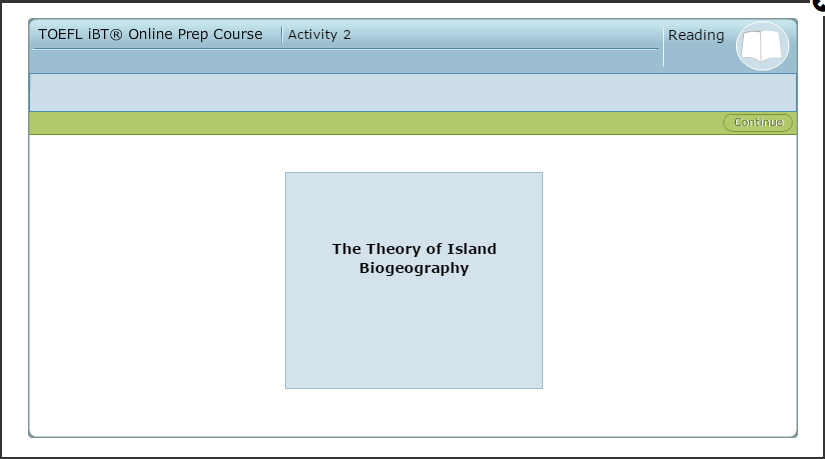 TOEFL iBT® Online Prep Course
Activity 2
Reading
Continue
The Theory of Island
Biogeography